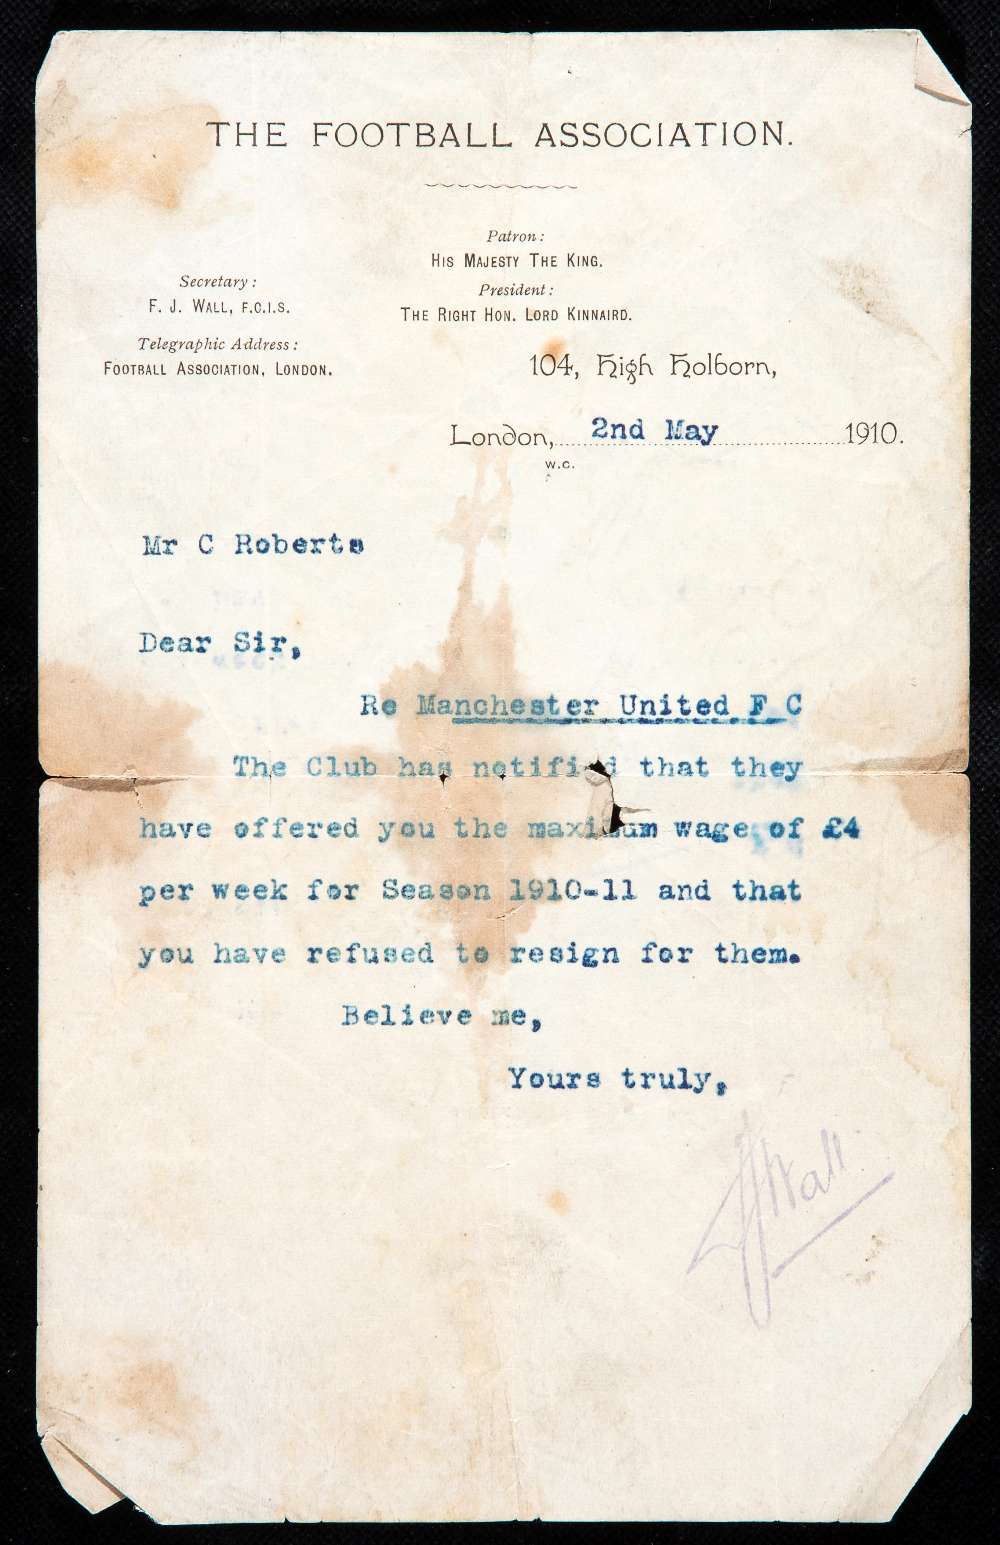 THE FOOTBALL ASSOCIATION.
Patron:
HIS MAJESTY THE KING.
President:
THE RIGHT HON. LORD KINNAIRD.
Secretary:
F. J. WALL, F.C.I.S.
Telegraphic Address:
FOOTBALL ASSOCIATION, LONDON.
104, High Holborn,
London, 2nd May 1910.
W.C.
Mr C Roberts
Dear Sir,
Re Manchester United F C
The Club has notified that they
have offered you the maximum wage of £4
per week for Season 1910-11 and that
you have refused to resign for them.
Believe me,
Yours truly,
FJWall